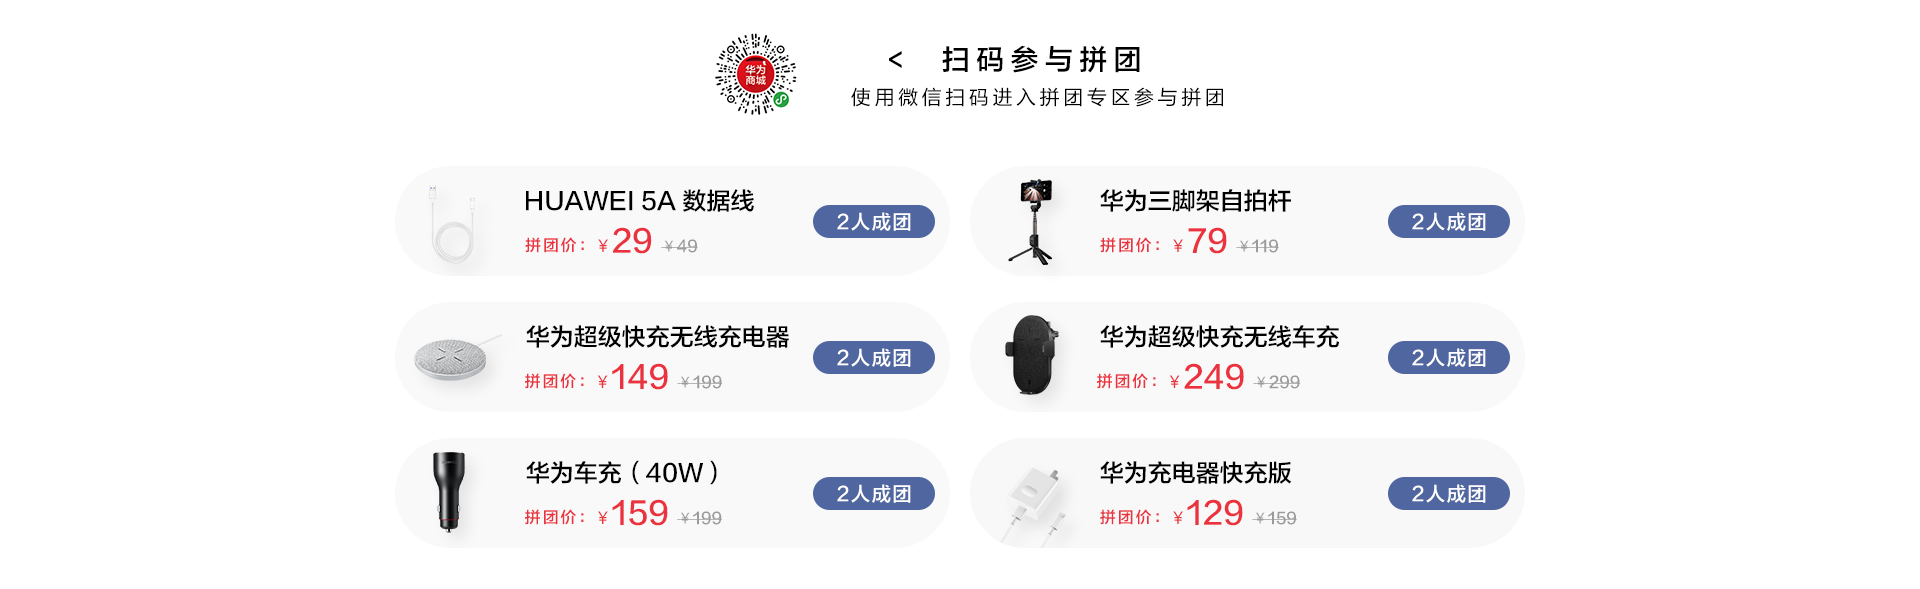 华为
商城
< 扫码参与拼团
使用微信扫码进入拼团专区参与拼团
HUAWEI 5A 数据线
拼团价：¥29 ¥49
2人成团
华为三脚架自拍杆
拼团价：¥79 ¥119
2人成团
华为超级快充无线充电器
拼团价：¥149 ¥199
2人成团
华为超级快充无线车充
拼团价：¥249 ¥299
2人成团
华为车充（40W）
拼团价：¥159 ¥199
2人成团
华为充电器快充版
拼团价：¥129 ¥159
2人成团